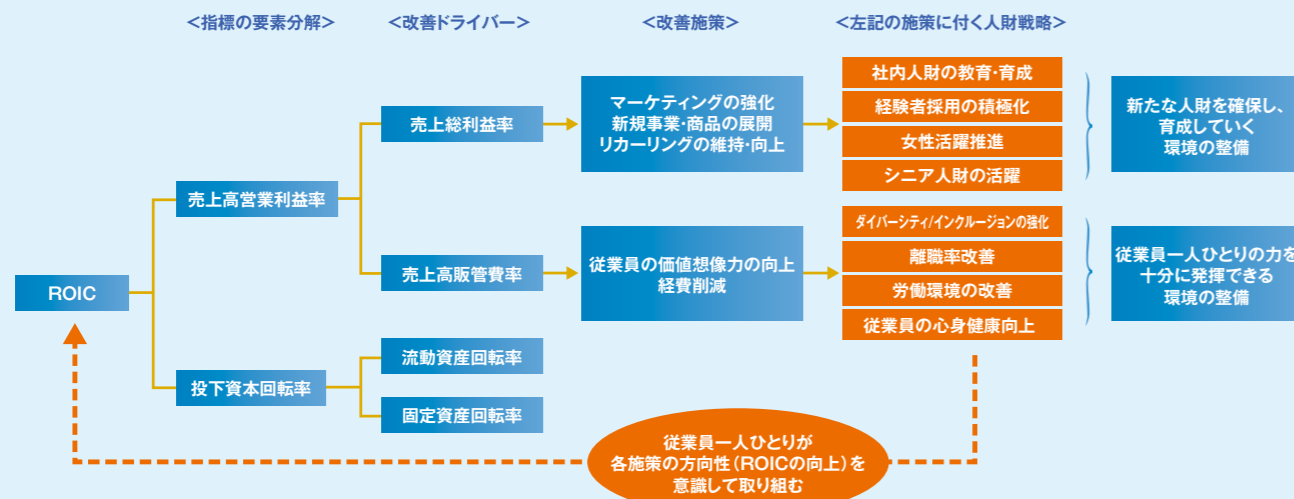 <指標の要素分解>
<改善ドライバー>
<改善施策>
<左記の施策に付く人財戦略>
ROIC
売上高営業利益率
投下資本回転率
売上総利益率
売上高販管費率
流動資産回転率
固定資産回転率
マーケティングの強化
新規事業・商品の展開
リカーリングの維持・向上
従業員の価値想像力の向上
経費削減
社内人財の教育・育成
経験者採用の積極化
女性活躍推進
シニア人財の活躍
ダイバーシティ/インクルージョンの強化
離職率改善
労働環境の改善
従業員の心身健康向上
新たな人財を確保し、
育成していく
環境の整備
従業員一人ひとりの力を
十分に発揮できる
環境の整備
従業員一人ひとりが
各施策の方向性(ROICの向上)を
意識して取り組む